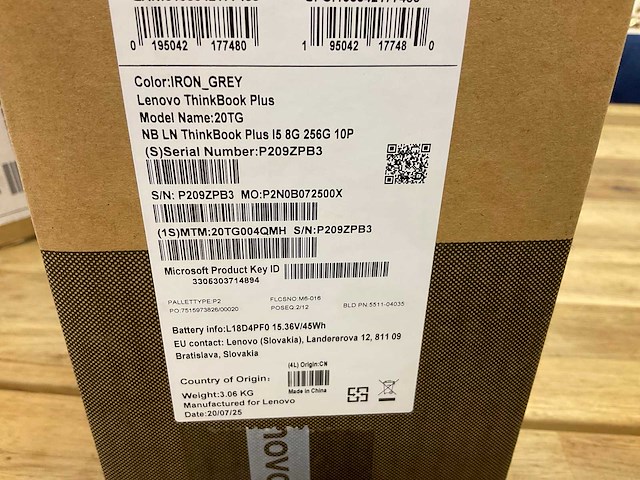 0 195042 177480
1 95042 17748 0
Color:IRON_GREY
Lenovo ThinkBook Plus
Model Name:20TG
NB LN ThinkBook Plus I5 8G 256G 10P
(S)Serial Number:P209ZPB3
S/N: P209ZPB3 MO:P2N0B072500X
(1S)MTM:20TG004QMH S/N:P209ZPB3
Microsoft Product Key ID
3305303714894
PALLETTYPE:P2
FLCSNO:M6-016
BLD PN:5511-04035
PO:7515973826/00020
POSEQ:2/12
Battery info:L18D4PF0 15.36V/45Wh
EU contact: Lenovo (Slovakia), Landererova 12, 811 09
Bratislava, Slovakia
(4L) Origin:CN
Country of Origin:
Made in China
Weight:3.06 KG
Manufactured for Lenovo
Date:20/07/25